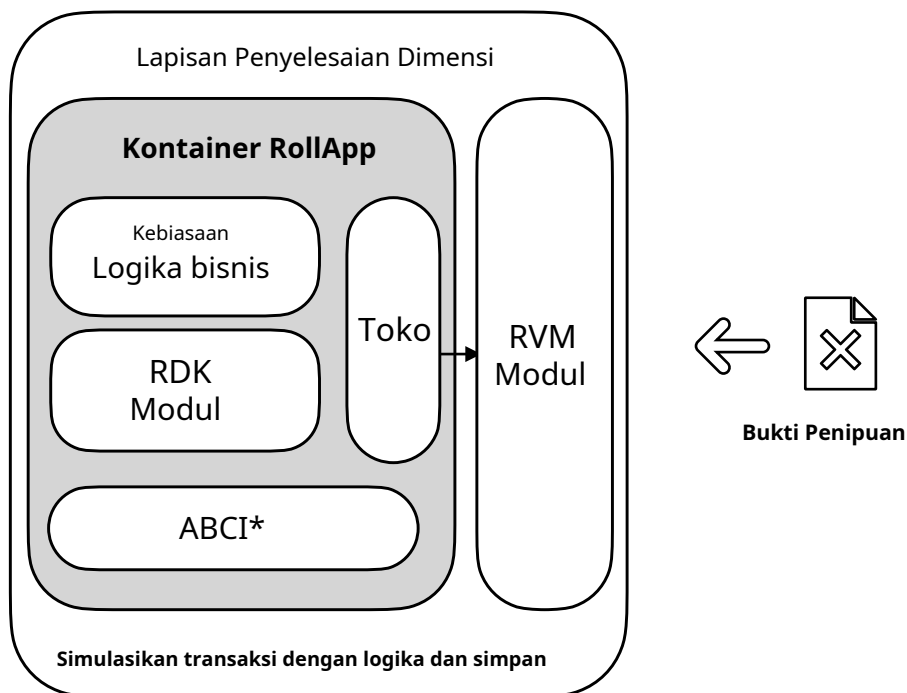 Lapisan Penyelesaian Dimensi
Kontainer RollApp
Kebiasaan
Logika bisnis
Toko
RDK
Modul
ABCI*
RVM
Modul
Bukti Penipuan
Simulasikan transaksi dengan logika dan simpan